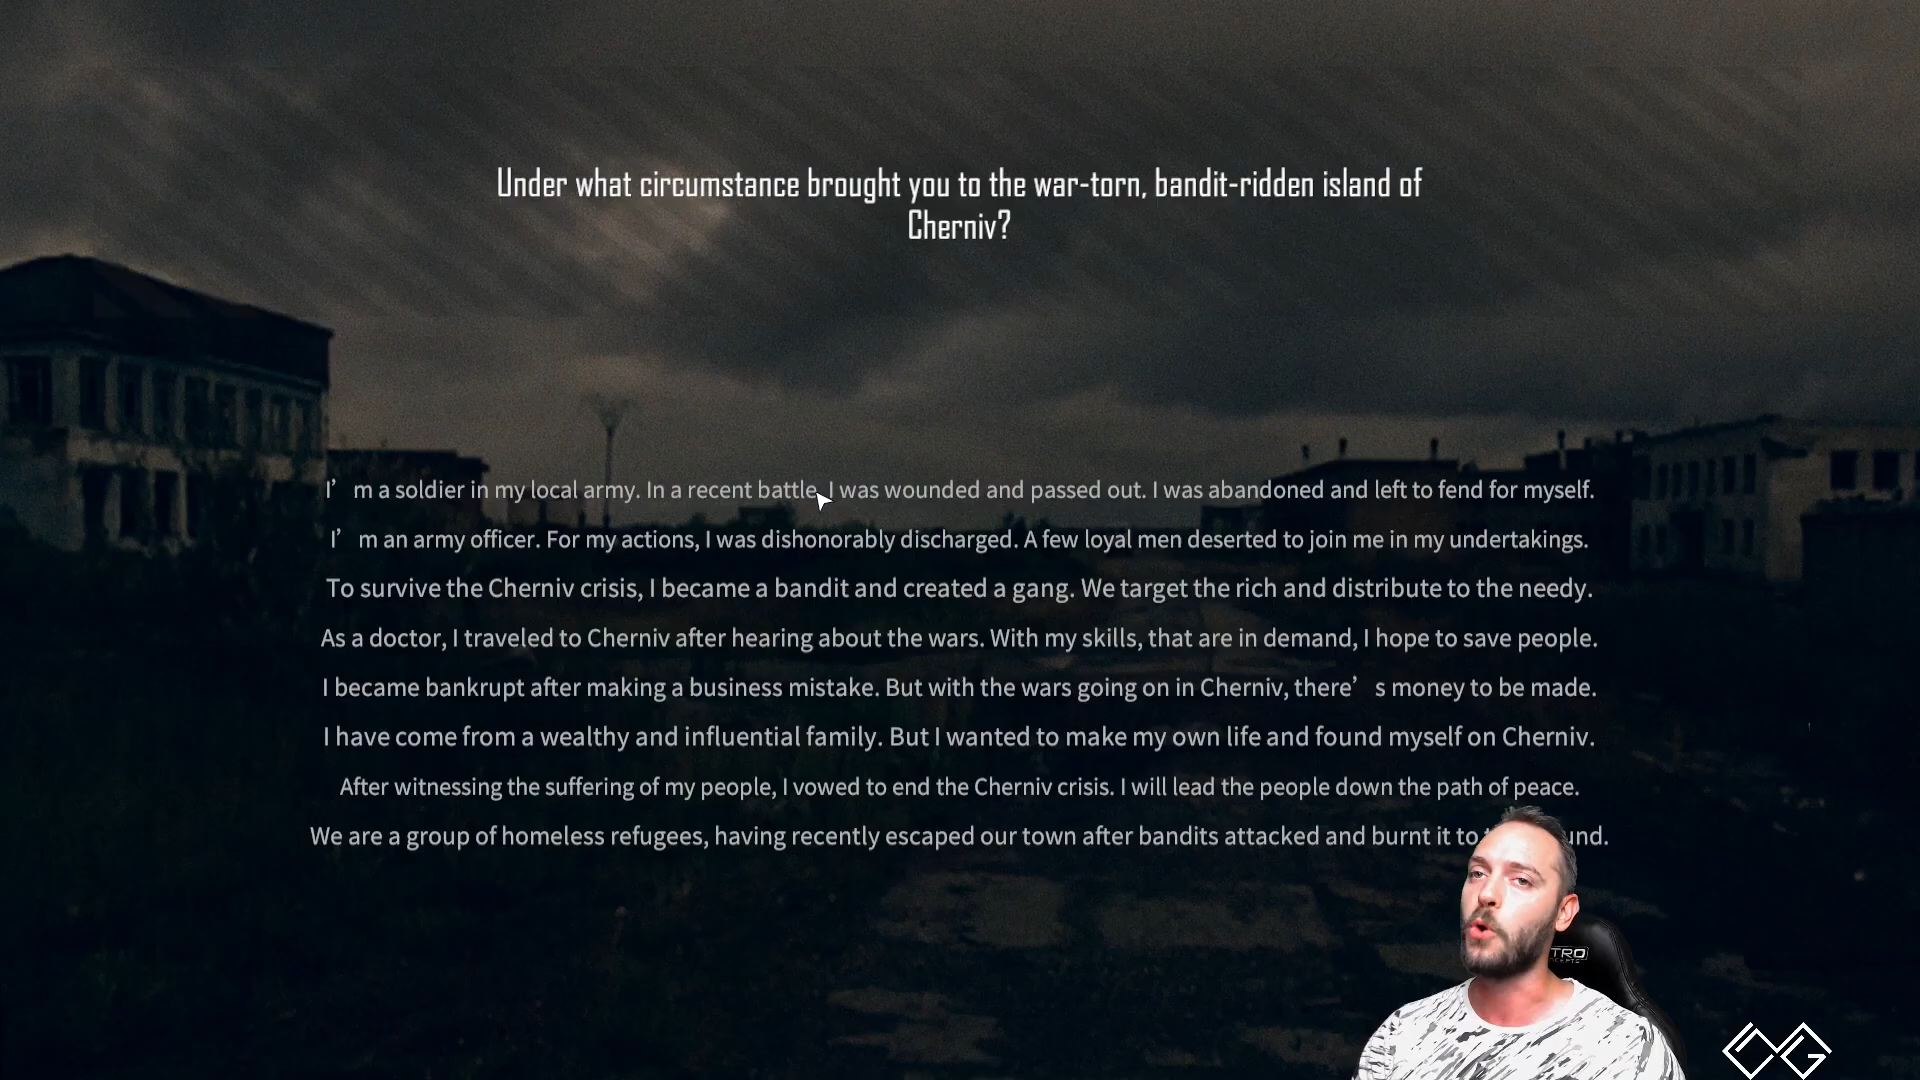 Under what circumstance brought you to the war-torn, bandit-ridden island of
Cherniv?
I’m a soldier in my local army. In a recent battle, I was wounded and passed out. I was abandoned and left to fend for myself.
I’m an army officer. For my actions, I was dishonorably discharged. A few loyal men deserted to join me in my undertakings.
To survive the Cherniv crisis, I became a bandit and created a gang. We target the rich and distribute to the needy.
As a doctor, I traveled to Cherniv after hearing about the wars. With my skills, that are in demand, I hope to save people.
I became bankrupt after making a business mistake. But with the wars going on in Cherniv, there’s money to be made.
I have come from a wealthy and influential family. But I wanted to make my own life and found myself on Cherniv.
After witnessing the suffering of my people, I vowed to end the Cherniv crisis. I will lead the people down the path of peace.
We are a group of homeless refugees, having recently escaped our town after bandits attacked and burnt it to
TRO